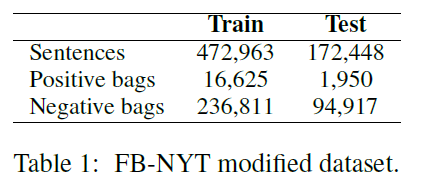 Train Test
Sentences 472,963 172,448
Positive bags 16,625 1,950
Negative bags 236,811 94,917
Table 1: FB-NYT modified dataset.